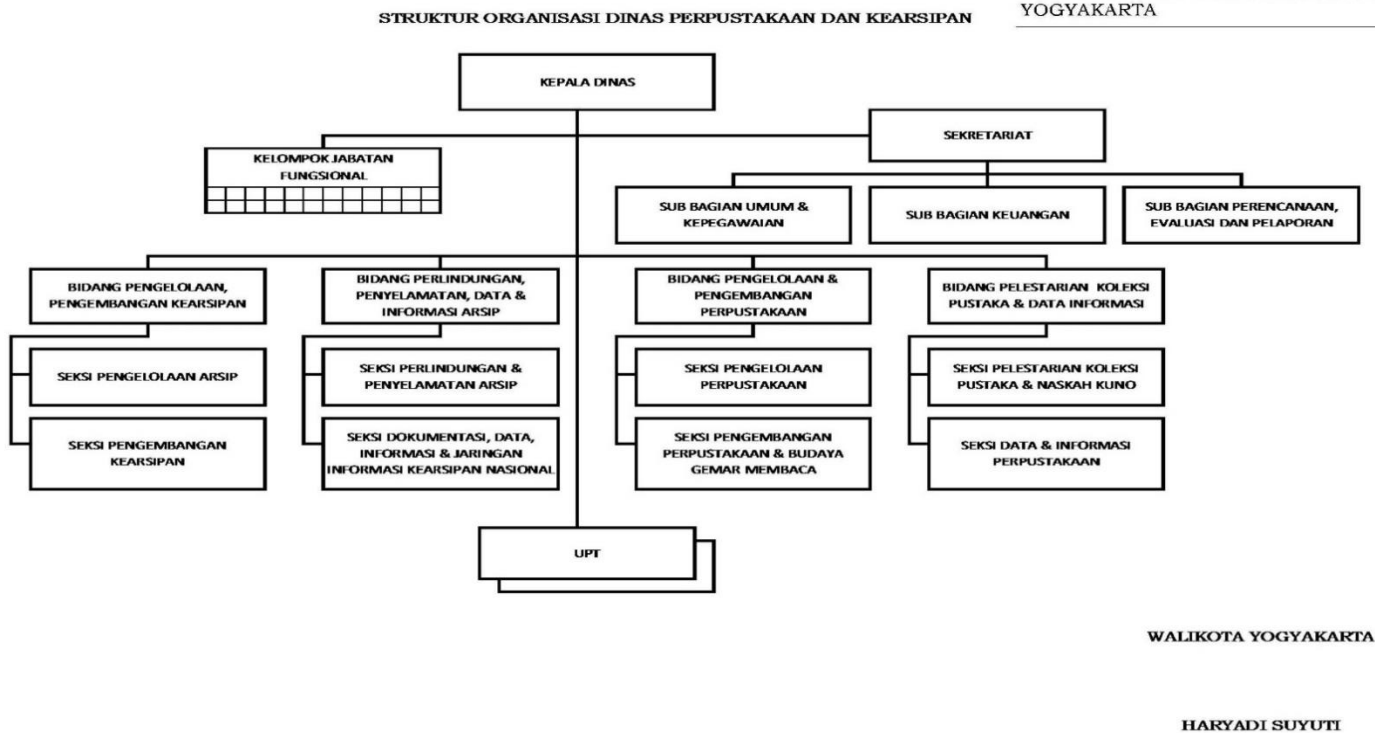 YOGYAKARTA
STRUKTUR ORGANISASI DINAS PERPUSTAKAAN DAN KEARSIPAN
KEPALA DINAS
SEKRETARIAT
KELOMPOK JABATAN
FUNGSIONAL
SUB BAGIAN UMUM &
KEPEGAWAIAN
SUB BAGIAN KEUANGAN
SUB BAGIAN PERENCANAAN,
EVALUASI DAN PELAPORAN
BIDANG PENGELOLAAN,
PENGEMBANGAN KEARSIPAN
BIDANG PERLINDUNGAN,
PENYELAMATAN, DATA &
INFORMASI ARSIP
BIDANG PENGELOLAAN &
PENGEMBANGAN
PERPUSTAKAAN
BIDANG PELESTARIAN KOLEKSI
PUSTAKA & DATA INFORMASI
SEKSI PENGELOLAAN ARSIP
SEKSI PERLINDUNGAN &
PENYELAMATAN ARSIP
SEKSI PENGELOLAAN
PERPUSTAKAAN
SEKSI PELESTARIAN KOLEKSI
PUSTAKA & NASKAH KUNO
SEKSI PENGEMBANGAN
KEARSIPAN
SEKSI DOKUMENTASI, DATA,
INFORMASI & JARINGAN
INFORMASI KEARSIPAN NASIONAL
SEKSI PENGEMBANGAN
PERPUSTAKAAN & BUDAYA
GEMAR MEMBACA
SEKSI DATA & INFORMASI
PERPUSTAKAAN
UPT
WALIKOTA YOGYAKARTA
HARYADI SUYUTI